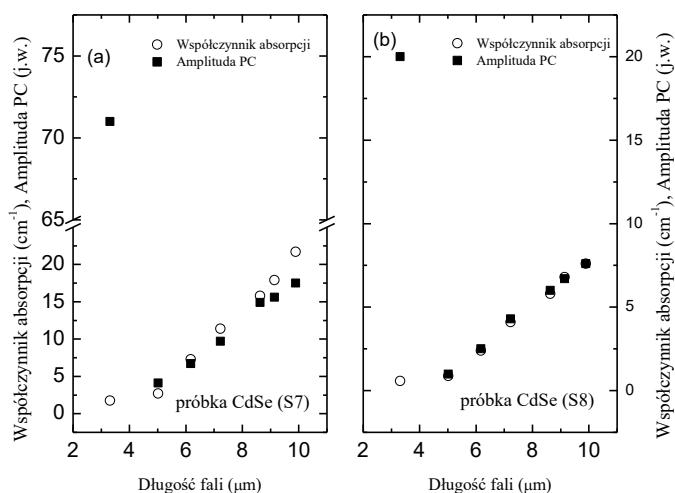 75
70
65
20
15
10
5
0
Współczynnik absorpcji (cm⁻¹), Amplituda PC (j.w.)
(a)
Współczynnik absorpcji
Amplituda PC
próbka CdSe (S7)
2 4 6 8 10
Długość fali (μm)
(b)
Współczynnik absorpcji
Amplituda PC
próbka CdSe (S8)
2 4 6 8 10
Długość fali (μm)
20
15
10
5
0
Współczynnik absorpcji (cm⁻¹), Amplituda PC (j.w.)